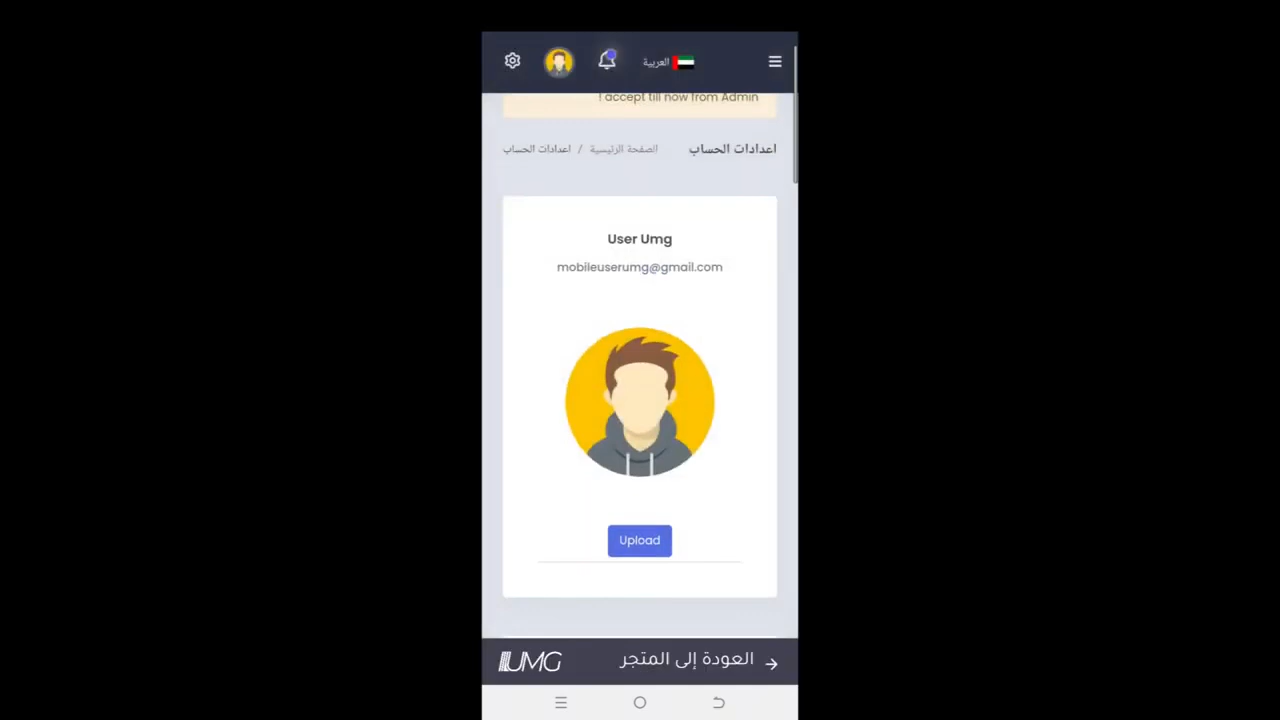 العربية
! accept till now from Admin
اعدادات الحساب
الصفحة الرئيسية / اعدادات الحساب
User Umg
mobileuserumg@gmail.com
Upload
العودة إلى المتجر
UMG